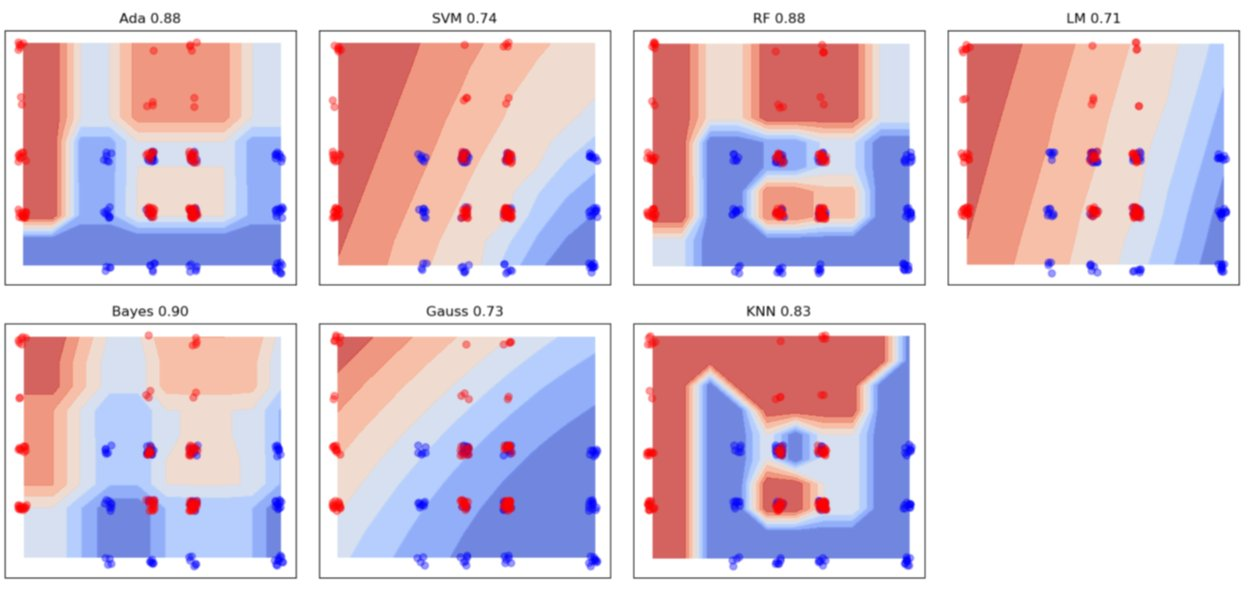 Ada 0.88
SVM 0.74
RF 0.88
LM 0.71
Bayes 0.90
Gauss 0.73
KNN 0.83